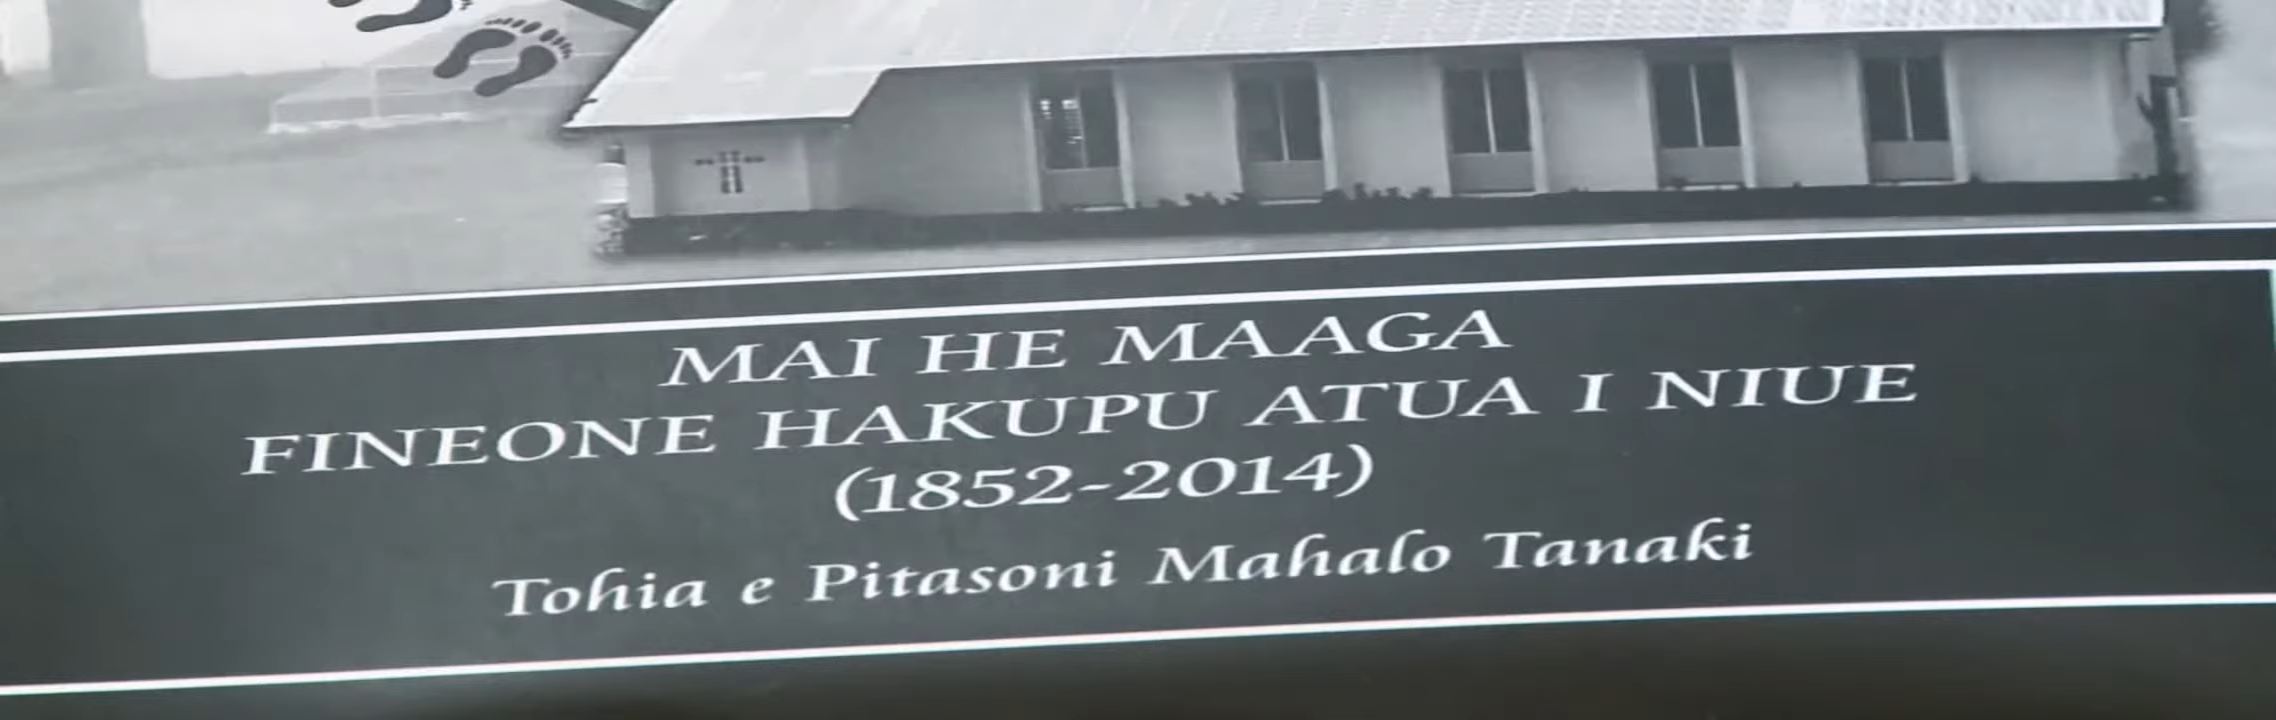 MAI HE MAAGA
FINEONE HAKUPU ATUA I NIUE
(1852-2014)
Tohia e Pitasoni Mahalo Tanaki